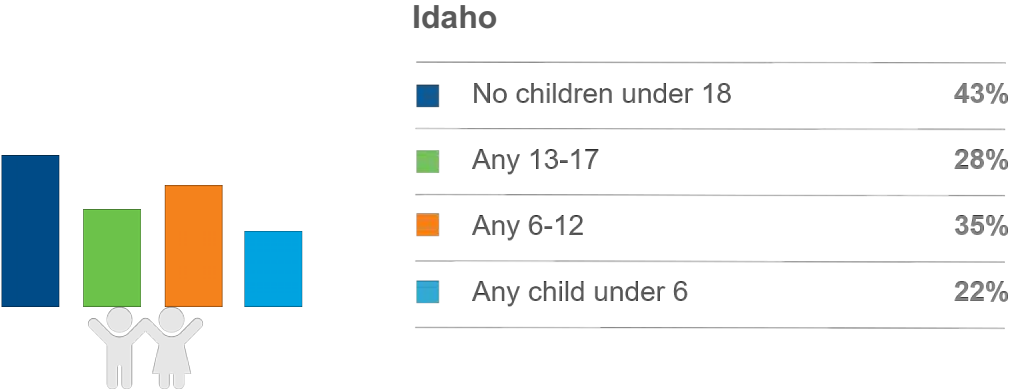 Idaho
No children under 18 43%
Any 13-17 28%
Any 6-12 35%
Any child under 6 22%